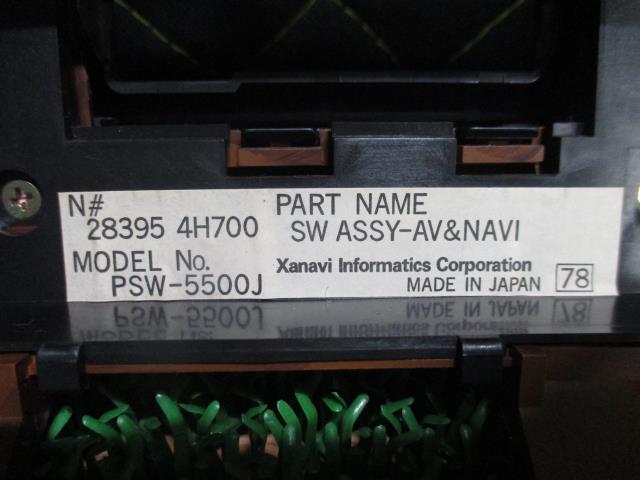 N# PART NAME
28395 4H700 SW ASSY-AV&NAVI
MODEL No. Xanavi Informatics Corporation
PSW-5500J MADE IN JAPAN 78